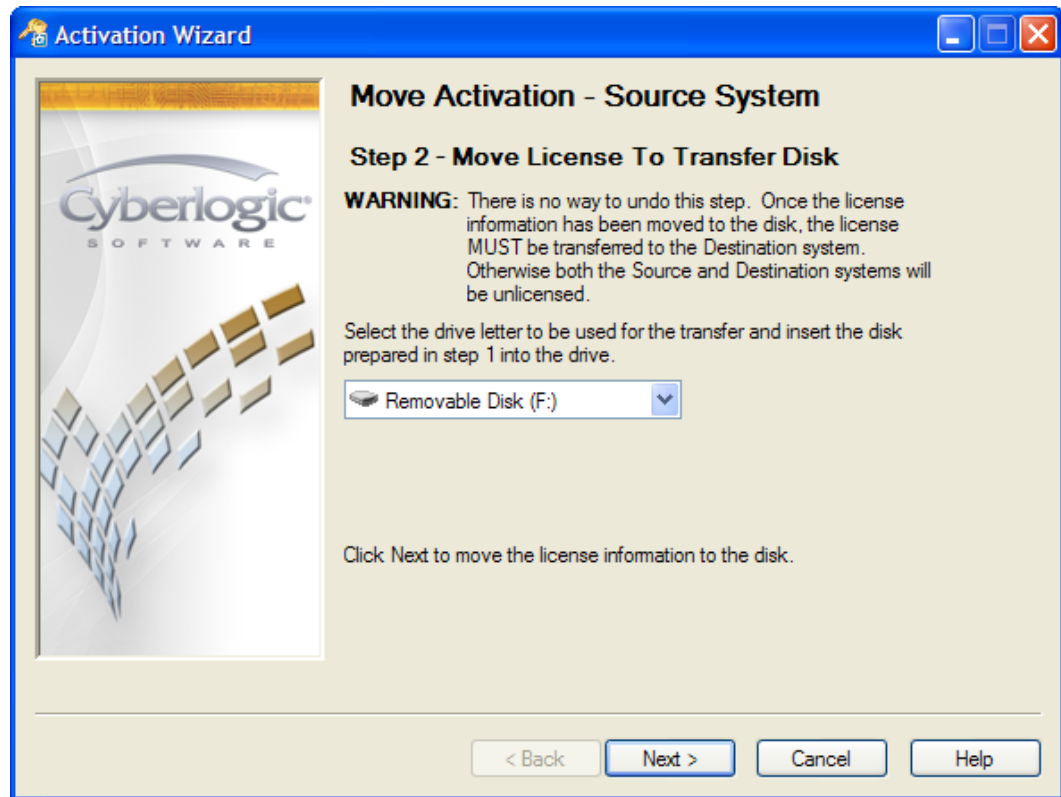 Activation Wizard
Cyberlogic®
SOFTWARE
Move Activation - Source System
Step 2 - Move License To Transfer Disk
WARNING: There is no way to undo this step. Once the license
information has been moved to the disk, the license
MUST be transferred to the Destination system.
Otherwise both the Source and Destination systems will
be unlicensed.
Select the drive letter to be used for the transfer and insert the disk
prepared in step 1 into the drive.
Removable Disk (F:)
Click Next to move the license information to the disk.
< Back Next > Cancel Help